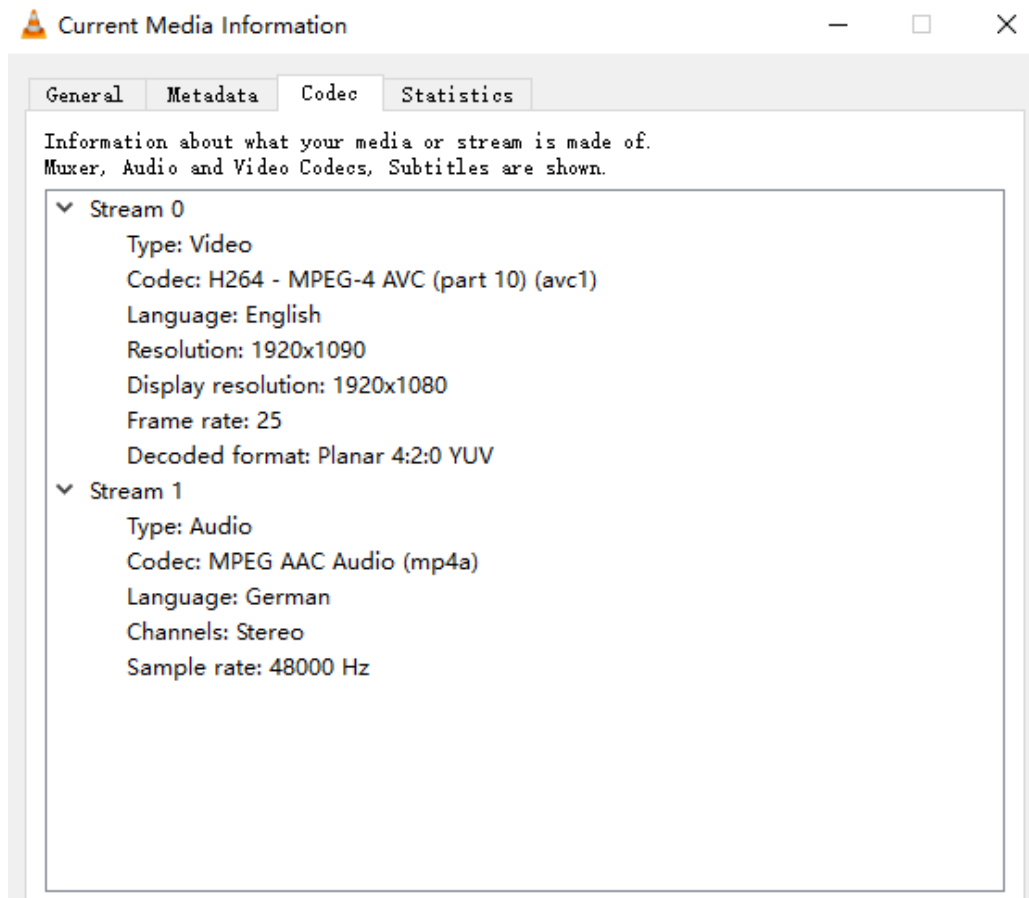 Current Media Information
General Metadata Codec Statistics
Information about what your media or stream is made of.
Muxer, Audio and Video Codecs, Subtitles are shown.
Stream 0
Type: Video
Codec: H264 - MPEG-4 AVC (part 10) (avc1)
Language: English
Resolution: 1920x1090
Display resolution: 1920x1080
Frame rate: 25
Decoded format: Planar 4:2:0 YUV
Stream 1
Type: Audio
Codec: MPEG AAC Audio (mp4a)
Language: German
Channels: Stereo
Sample rate: 48000 Hz